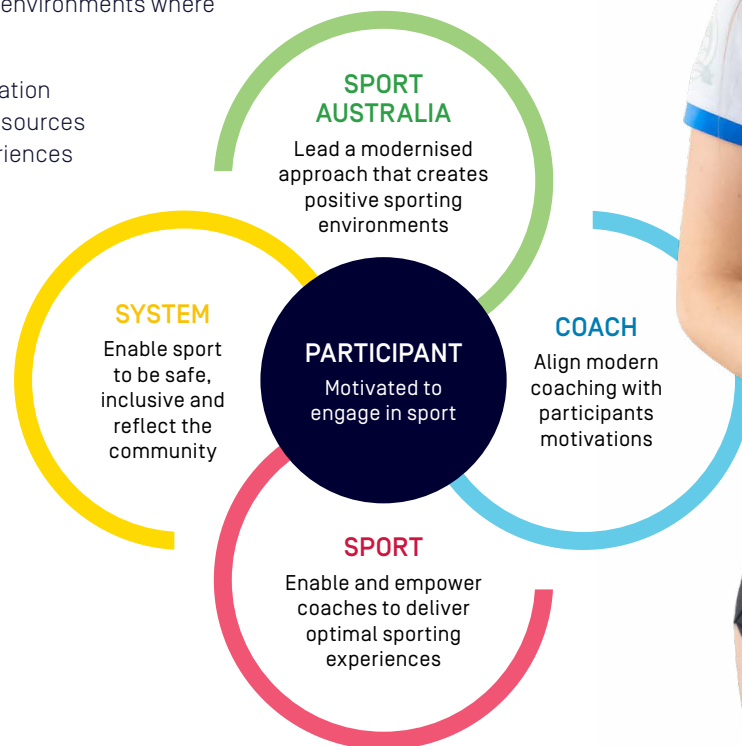 environments where
ation
sources
riences
SPORT
AUSTRALIA
Lead a modernised
approach that creates
positive sporting
environments
SYSTEM
Enable sport
to be safe,
inclusive and
reflect the
community
PARTICIPANT
Motivated to
engage in sport
COACH
Align modern
coaching with
participants
motivations
SPORT
Enable and empower
coaches to deliver
optimal sporting
experiences